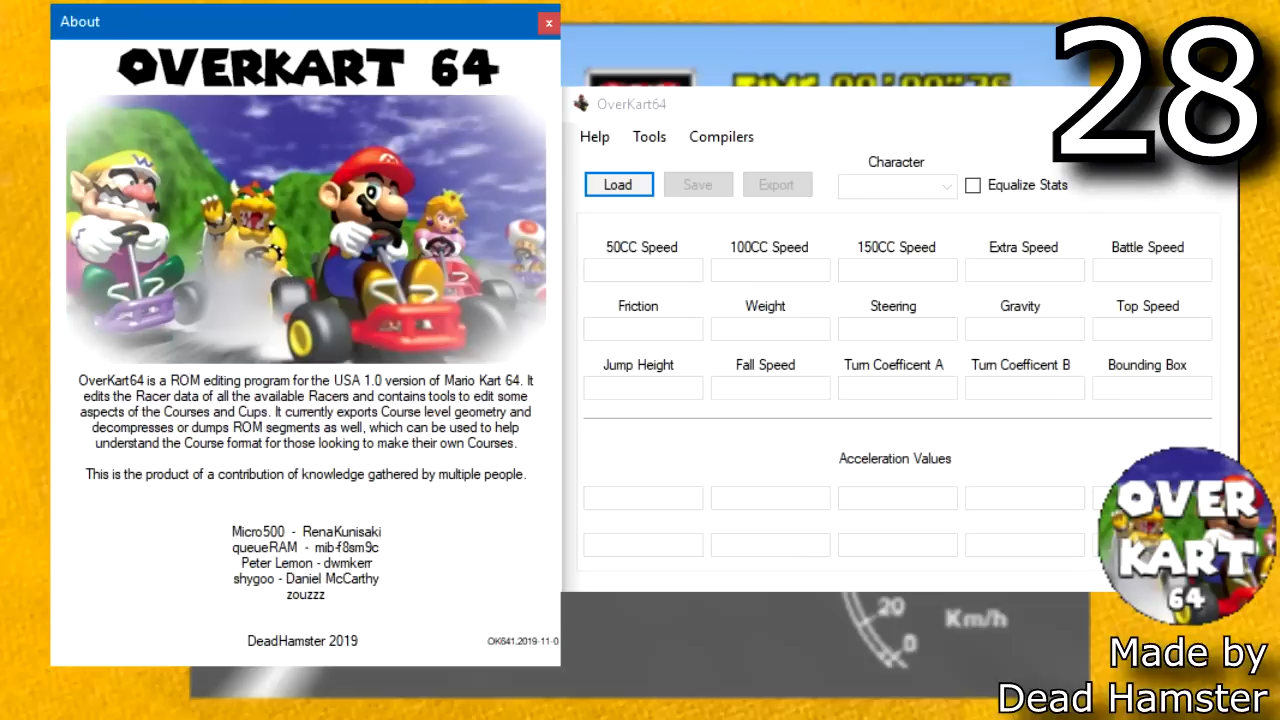 About
x
OVERKART 64
OverKart64 is a ROM editing program for the USA 1.0 version of Mario Kart 64. It
edits the Racer data of all the available Racers and contains tools to edit some
aspects of the Courses and Cups. It currently exports Course level geometry and
decompresses or dumps ROM segments as well, which can be used to help
understand the Course format for those looking to make their own Courses.
This is the product of a contribution of knowledge gathered by multiple people.
Micro500 - RenaKunisaki
queueRAM - mib-f8sm9c
Peter Lemon - dwmkerr
shygoo - Daniel McCarthy
zouzzz
DeadHamster 2019
OK641.2019-11-0
28
OverKart64
Help Tools Compilers
Character
Load Save Export
Equalize Stats
50CC Speed 100CC Speed 150CC Speed Extra Speed Battle Speed
Friction Weight Steering Gravity Top Speed
Jump Height Fall Speed Turn Coefficent A Turn Coefficent B Bounding Box
Acceleration Values
OVER
KART
64
20
0
Km/h
Made by
Dead Hamster